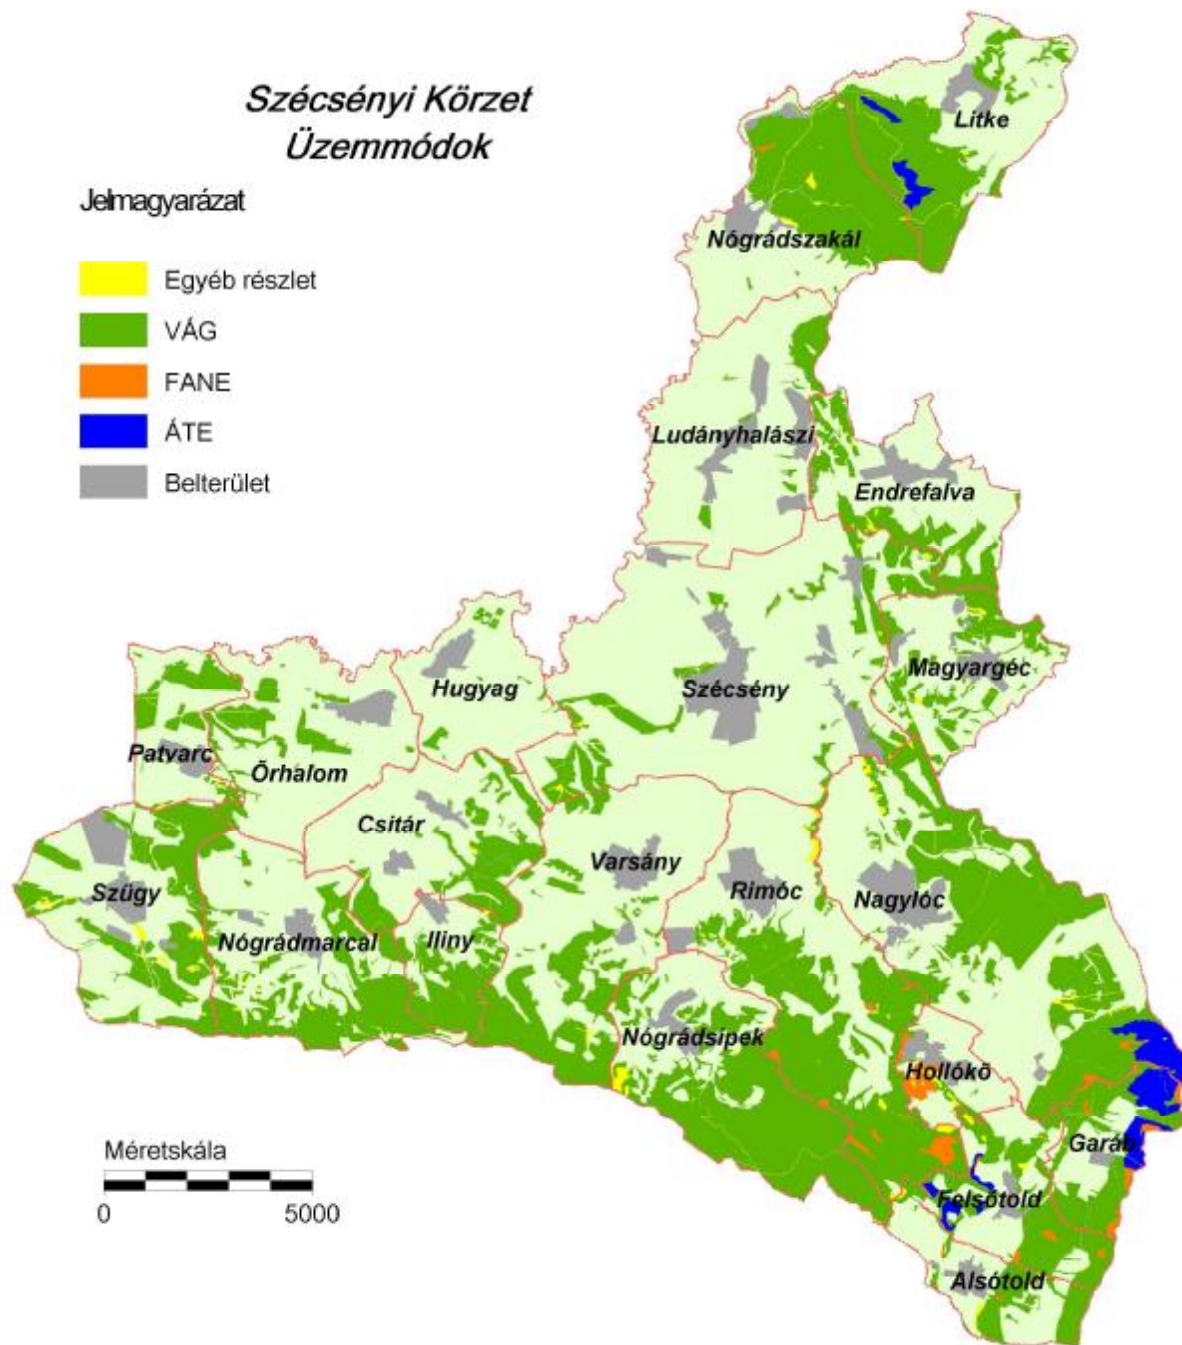 Szécsényi Körzet
Üzemmódok
Jelmagyarázat
Egyéb részlet
VÁG
FANE
ÁTE
Belterület
Litke
Nógrádszakál
Ludányhalászi
Endrefalva
Magyargéc
Hugyag
Szécsény
Patvarc
Őrhalom
Csitár
Varsány
Rimóc
Nagylóc
Szügy
Nógrádmarcal
Iliny
Nógrádsipek
Hollókö
Garáb
Felsőtold
Alsótold
Méretskála
0 5000